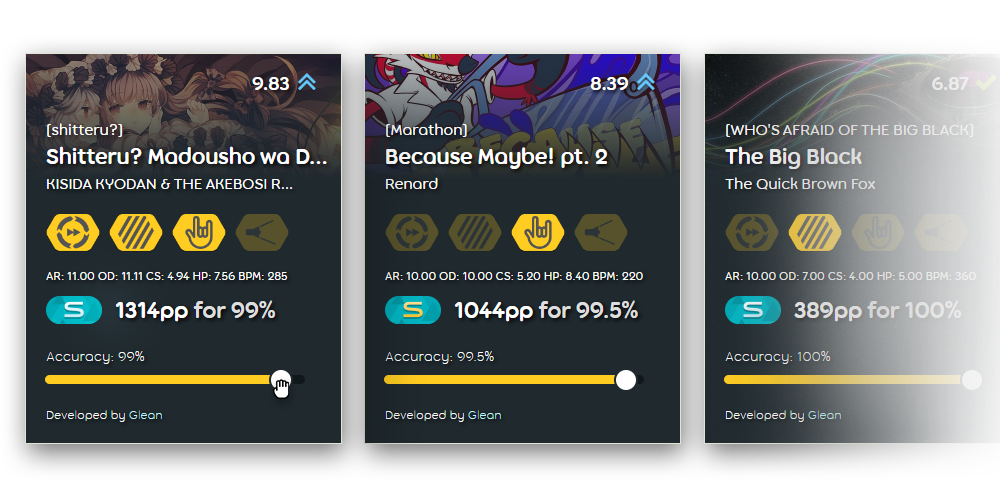 9.83
[shitteru?]
Shitteru? Madousho wa D...
KISIDA KYODAN & THE AKEBOSI R...
AR: 11.00 OD: 11.11 CS: 4.94 HP: 7.56 BPM: 285
S 1314pp for 99%
Accuracy: 99%
Developed by Glean
8.39
BECAUSE
[Marathon]
Because Maybe! pt. 2
Renard
AR: 10.00 OD: 10.00 CS: 5.20 HP: 8.40 BPM: 220
S 1044pp for 99.5%
Accuracy: 99.5%
Developed by Glean
6.87
[WHO'S AFRAID OF THE BIG BLACK]
The Big Black
The Quick Brown Fox
AR: 10.00 OD: 7.00 CS: 4.00 HP: 5.00 BPM: 360
S 389pp for 100%
Accuracy: 100%
Developed by Glean